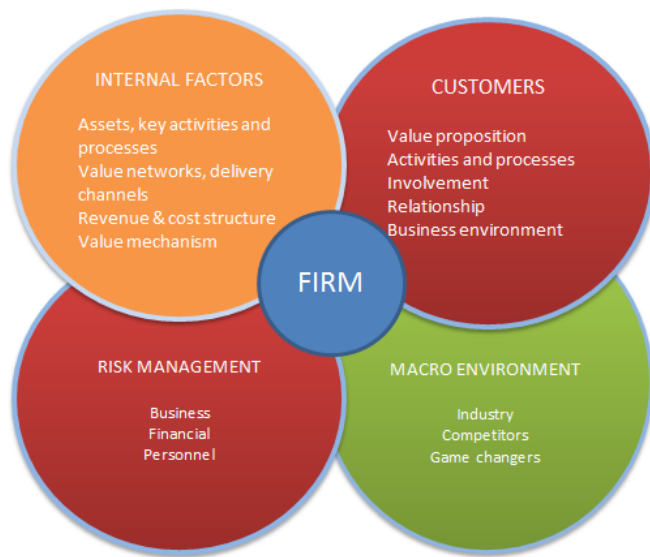 INTERNAL FACTORS
Assets, key activities and
processes
Value networks, delivery
channels
Revenue & cost structure
Value mechanism
CUSTOMERS
Value proposition
Activities and processes
Involvement
Relationship
Business environment
FIRM
RISK MANAGEMENT
Business
Financial
Personnel
MACRO ENVIRONMENT
Industry
Competitors
Game changers